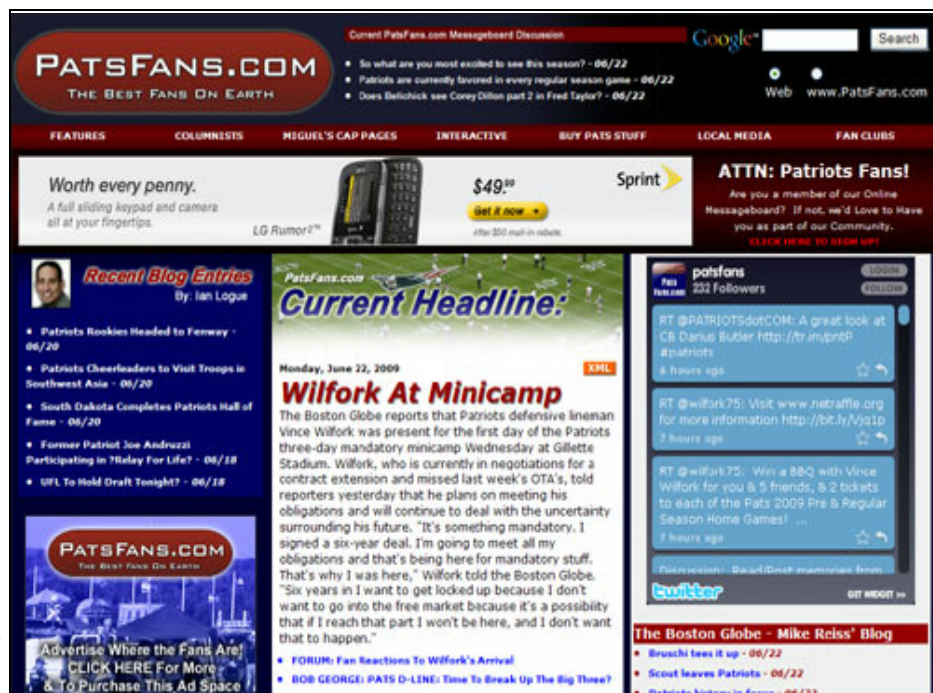 Current PatsFans.com Messageboard Discussion
Google™
Search
PATSFANS.COM
THE BEST FANS ON EARTH
• So what are you most excited to see this season? - 06/22
• Patriots are currently favored in every regular season game - 06/22
• Does Belichick see Corey Dillon part 2 in Fred Taylor? - 06/22
Web www.PatsFans.com
FEATURES COLUMNISTS MIGUEL'S CAP PAGES INTERACTIVE BUY PATS STUFF LOCAL MEDIA FAN CLUBS
Worth every penny.
A full sliding keypad and camera
all at your fingertips.
LG Rumor2™
$49.99
Get it now
After $50 mail-in rebate.
Sprint
ATTN: Patriots Fans!
Are you a member of our Online
Messageboard? If not, we'd Love to Have
you as part of our Community.
CLICK HERE TO SIGN UP!
Recent Blog Entries
By: Ian Logue
• Patriots Rookies Headed to Fenway -
06/20
• Patriots Cheerleaders to Visit Troops in
Southwest Asia - 06/20
• South Dakota Completes Patriots Hall of
Fame - 06/20
• Former Patriot Joe Andruzzi
Participating in ?Relay For Life? - 06/18
• UFL To Hold Draft Tonight? - 06/18
PATSFANS.COM
THE BEST FANS ON EARTH
Advertise Where the Fans Are!
CLICK HERE For More
& To Purchase This Ad Space
PatsFans.com
Current Headline:
Monday, June 22, 2009
XML
Wilfork At Minicamp
The Boston Globe reports that Patriots defensive lineman
Vince Wilfork was present for the first day of the Patriots
three-day mandatory minicamp Wednesday at Gillette
Stadium. Wilfork, who is currently in negotiations for a
contract extension and missed last week's OTA's, told
reporters yesterday that he plans on meeting his
obligations and will continue to deal with the uncertainty
surrounding his future. "It's something mandatory. I
signed a six-year deal. I'm going to meet all my
obligations and that's being here for mandatory stuff.
That's why I was here," Wilfork told the Boston Globe.
"Six years in I want to get locked up because I don't
want to go into the free market because it's a possibility
that if I reach that part I won't be here, and I don't want
that to happen."
• FORUM: Fan Reactions To Wilfork's Arrival
• BOB GEORGE: PATS D-LINE: Time To Break Up The Big Three?
Pats
Fans.com
patsfans
232 Followers
LOGIN
FOLLOW
RT @PATRIOTSdotCOM: A great look at
CB Darius Butler http://tr.im/pntP
#patriots
6 hours ago
RT @wilfork75: Visit www.netraffle.org
for more information http://bit.ly/Vjq1p
7 hours ago
RT @wilfork75: Win a BBQ with Vince
Wilfork for you & 5 friends, & 2 tickets
to each of the Pats 2009 Pre & Regular
Season Home Games! ...
7 hours ago
Discussion: Read/Post memories from
twitter
GET WIDGET >>
The Boston Globe - Mike Reiss' Blog
• Bruschi tees it up - 06/22
• Scout leaves Patriots - 06/22
• Patriots history in focus - 06/22